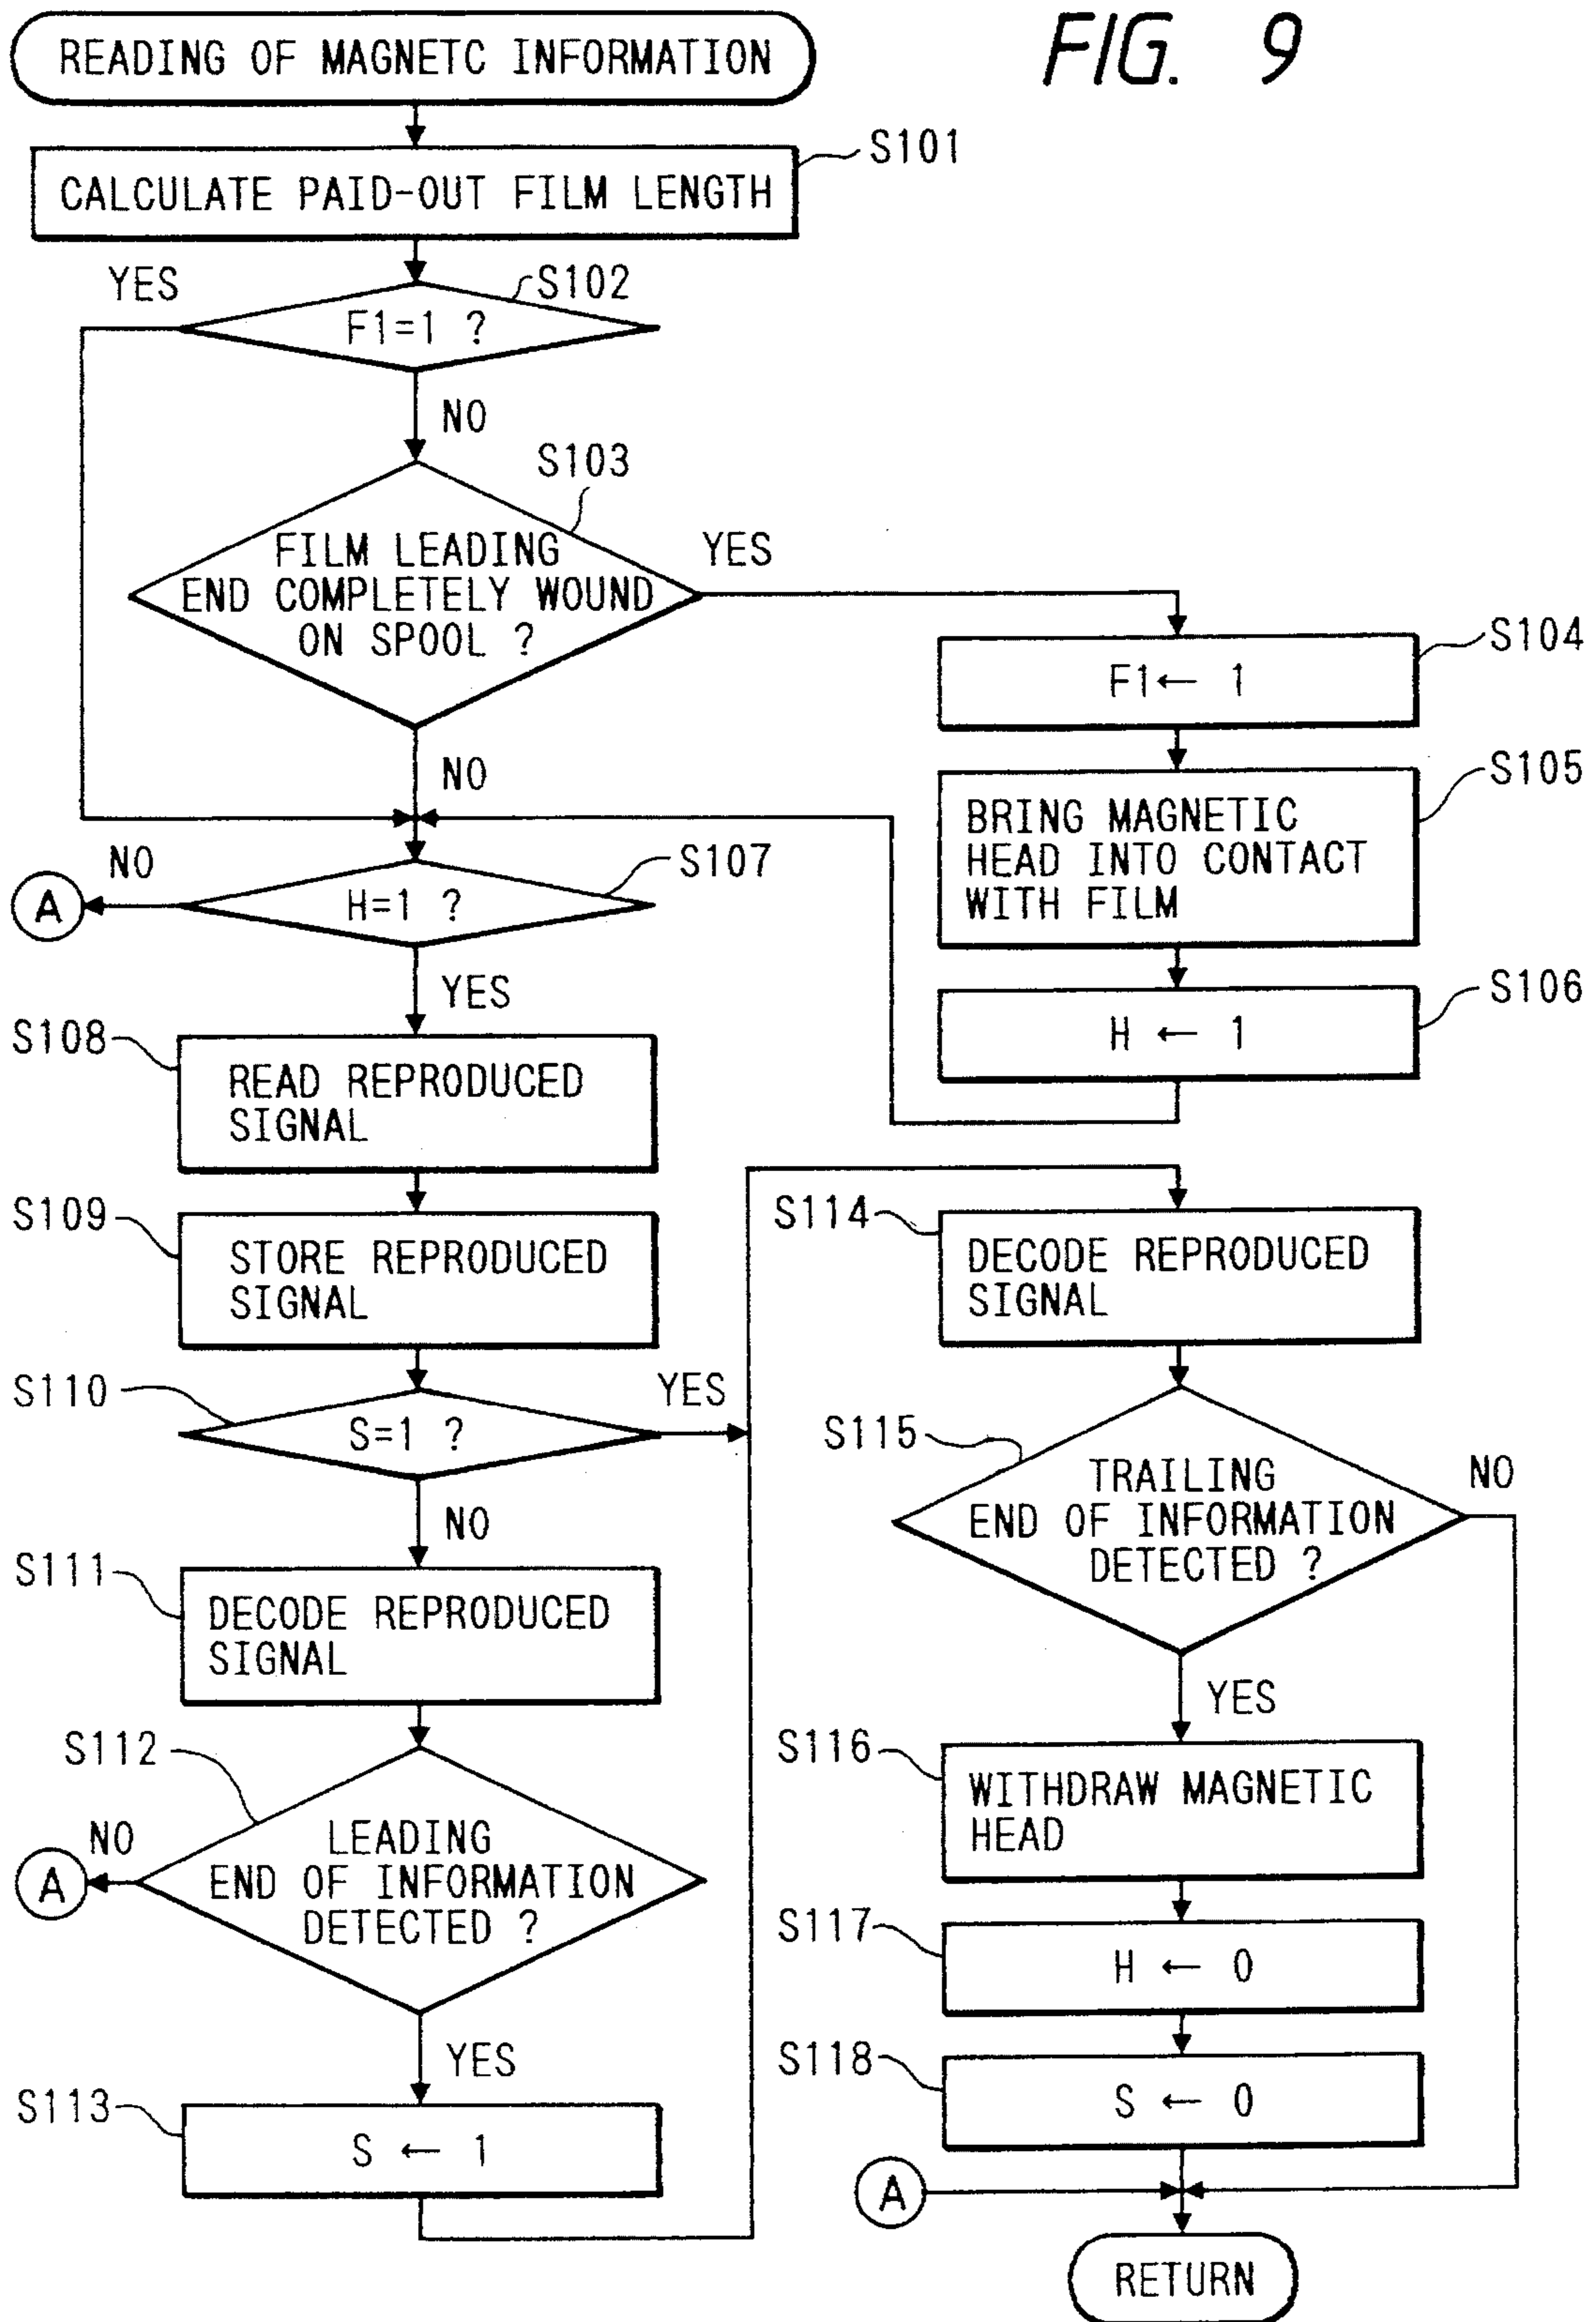 FIG. 9
READING OF MAGNETC INFORMATION
S101
CALCULATE PAID-OUT FILM LENGTH
YES
S102
F1=1 ?
NO
S103
FILM LEADING
END COMPLETELY WOUND
ON SPOOL ?
YES
NO
S104
F1← 1
S105
BRING MAGNETIC
HEAD INTO CONTACT
WITH FILM
S106
H ← 1
NO
S107
A
H=1 ?
YES
S108
READ REPRODUCED
SIGNAL
S109
STORE REPRODUCED
SIGNAL
S110
YES
S=1 ?
NO
S111
DECODE REPRODUCED
SIGNAL
S112
NO
A
LEADING
END OF INFORMATION
DETECTED ?
YES
S113
S ← 1
S114
DECODE REPRODUCED
SIGNAL
S115
TRAILING
END OF INFORMATION
DETECTED ?
NO
YES
S116
WITHDRAW MAGNETIC
HEAD
S117
H ← 0
S118
S ← 0
A
RETURN